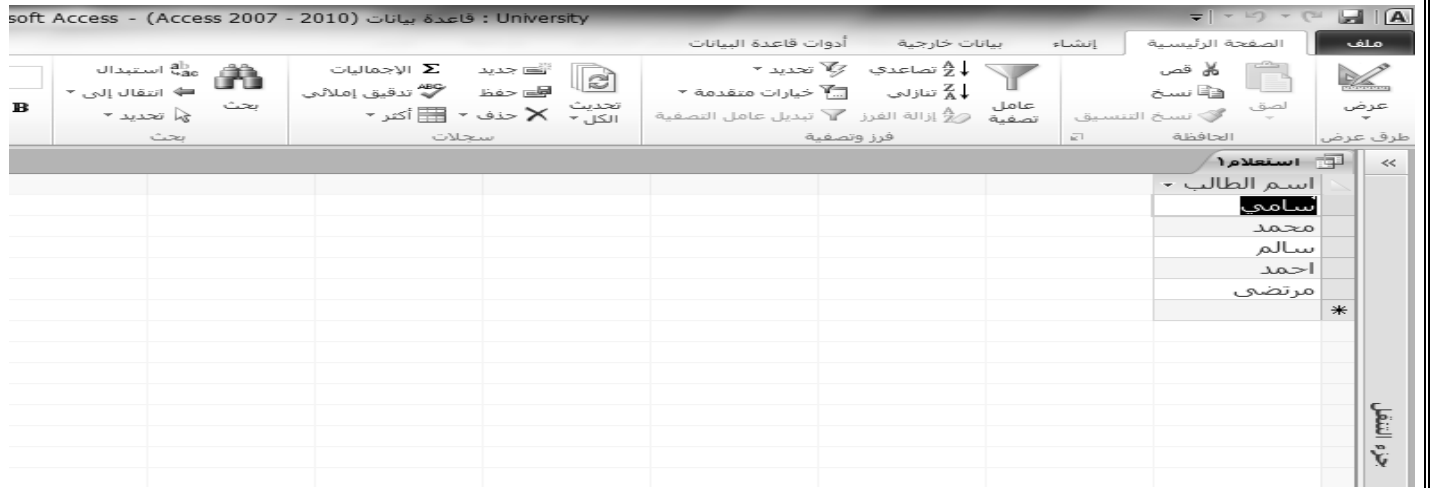 University : قاعدة بيانات (Access 2007 - 2010) - soft Access
ملف الصفحة الرئيسية إنشاء بيانات خارجية أدوات قاعدة البيانات
عرض
طرق عرض
لصق
قص
نسخ
نسخ التنسيق
الحافظة
عامل تصفية
تصاعدي
تنازلي
إزالة الفرز
تحديد
خيارات متقدمة
تبديل عامل التصفية
فرز وتصفية
تحديث الكل
جديد
حفظ
حذف
الإجماليات
تدقيق إملائي
أكثر
سجلات
بحث
استبدال
انتقال إلى
تحديد
بحث
B
استعلام١
اسم الطالب
سامي
محمد
سالم
احمد
مرتضى
جزء التنقل